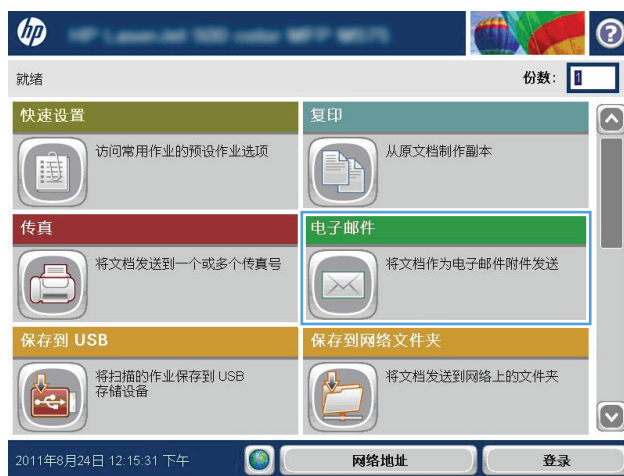 hp
就绪
份数: 1
快速设置
复印
访问常用作业的预设作业选项
从原文档制作副本
传真
电子邮件
将文档发送到一个或多个传真号
将文档作为电子邮件附件发送
保存到 USB
保存到网络文件夹
将扫描的作业保存到 USB
存储设备
将文档发送到网络上的文件夹
2011年8月24日 12:15:31 下午
网络地址
登录